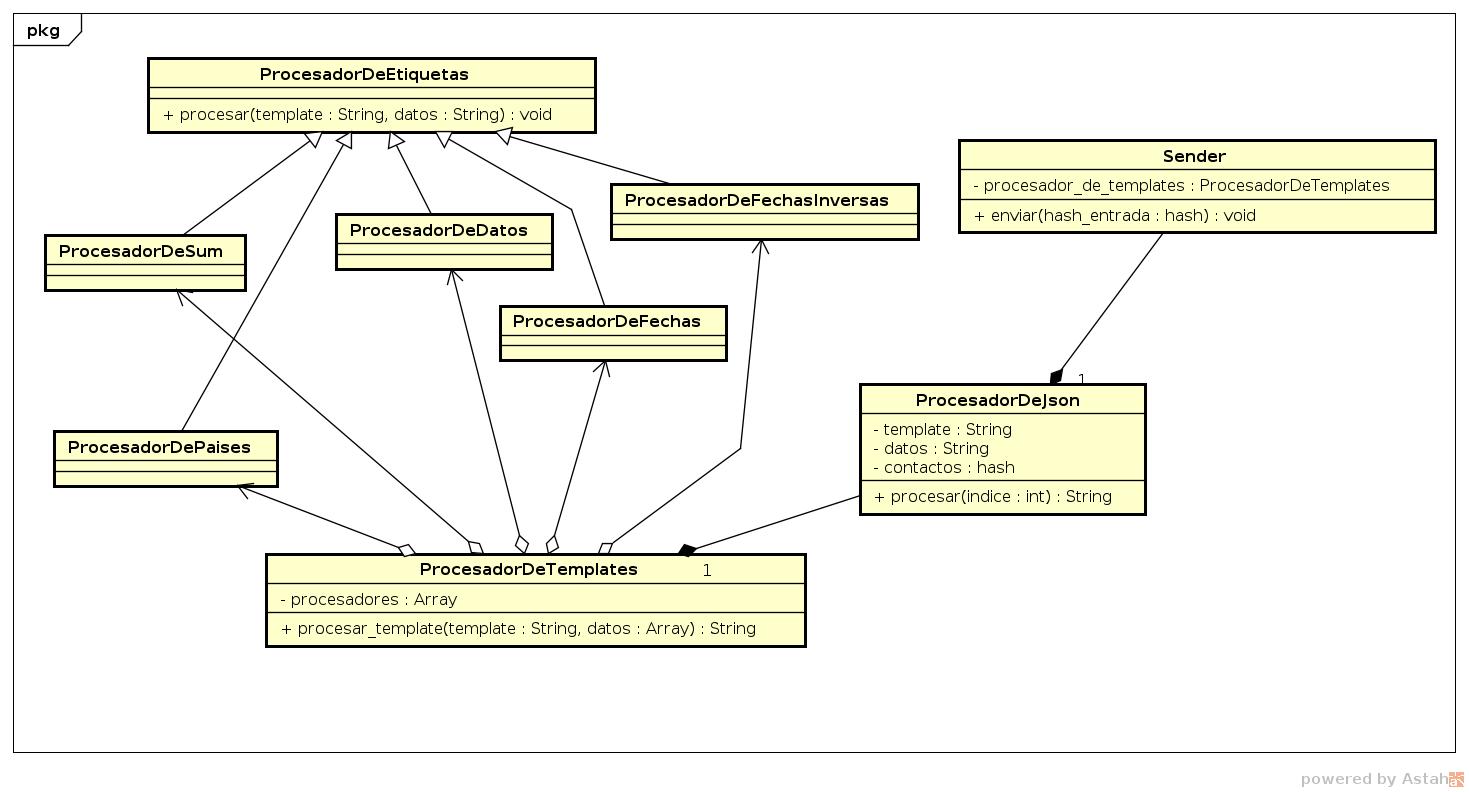 pkg
ProcesadorDeEtiquetas
+ procesar(template : String, datos : String) : void
Sender
- procesador_de_templates : ProcesadorDeTemplates
+ enviar(hash_entrada : hash) : void
ProcesadorDeFechasInversas
ProcesadorDeDatos
ProcesadorDeSum
ProcesadorDeFechas
1
ProcesadorDeJson
- template : String
- datos : String
- contactos : hash
+ procesar(indice : int) : String
ProcesadorDePaises
ProcesadorDeTemplates
1
- procesadores : Array
+ procesar_template(template : String, datos : Array) : String
powered by Astah